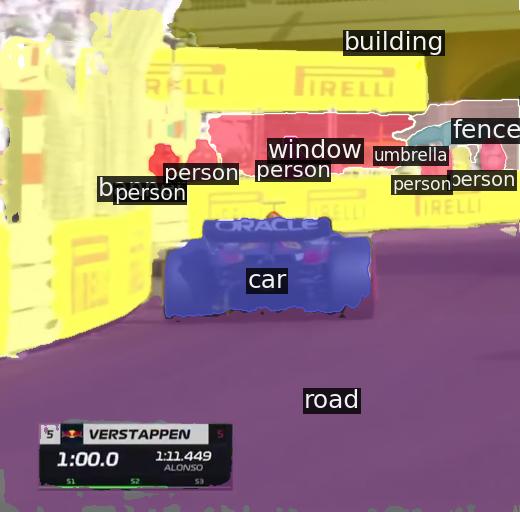 building
PIRELLI
PIRELLI
fence
window
umbrella
person
person
person
person
person
ORACLE
car
PIRELLI
road
5 VERSTAPPEN 5
1:00.0 1:11.449
ALONSO
S1 S2 S3